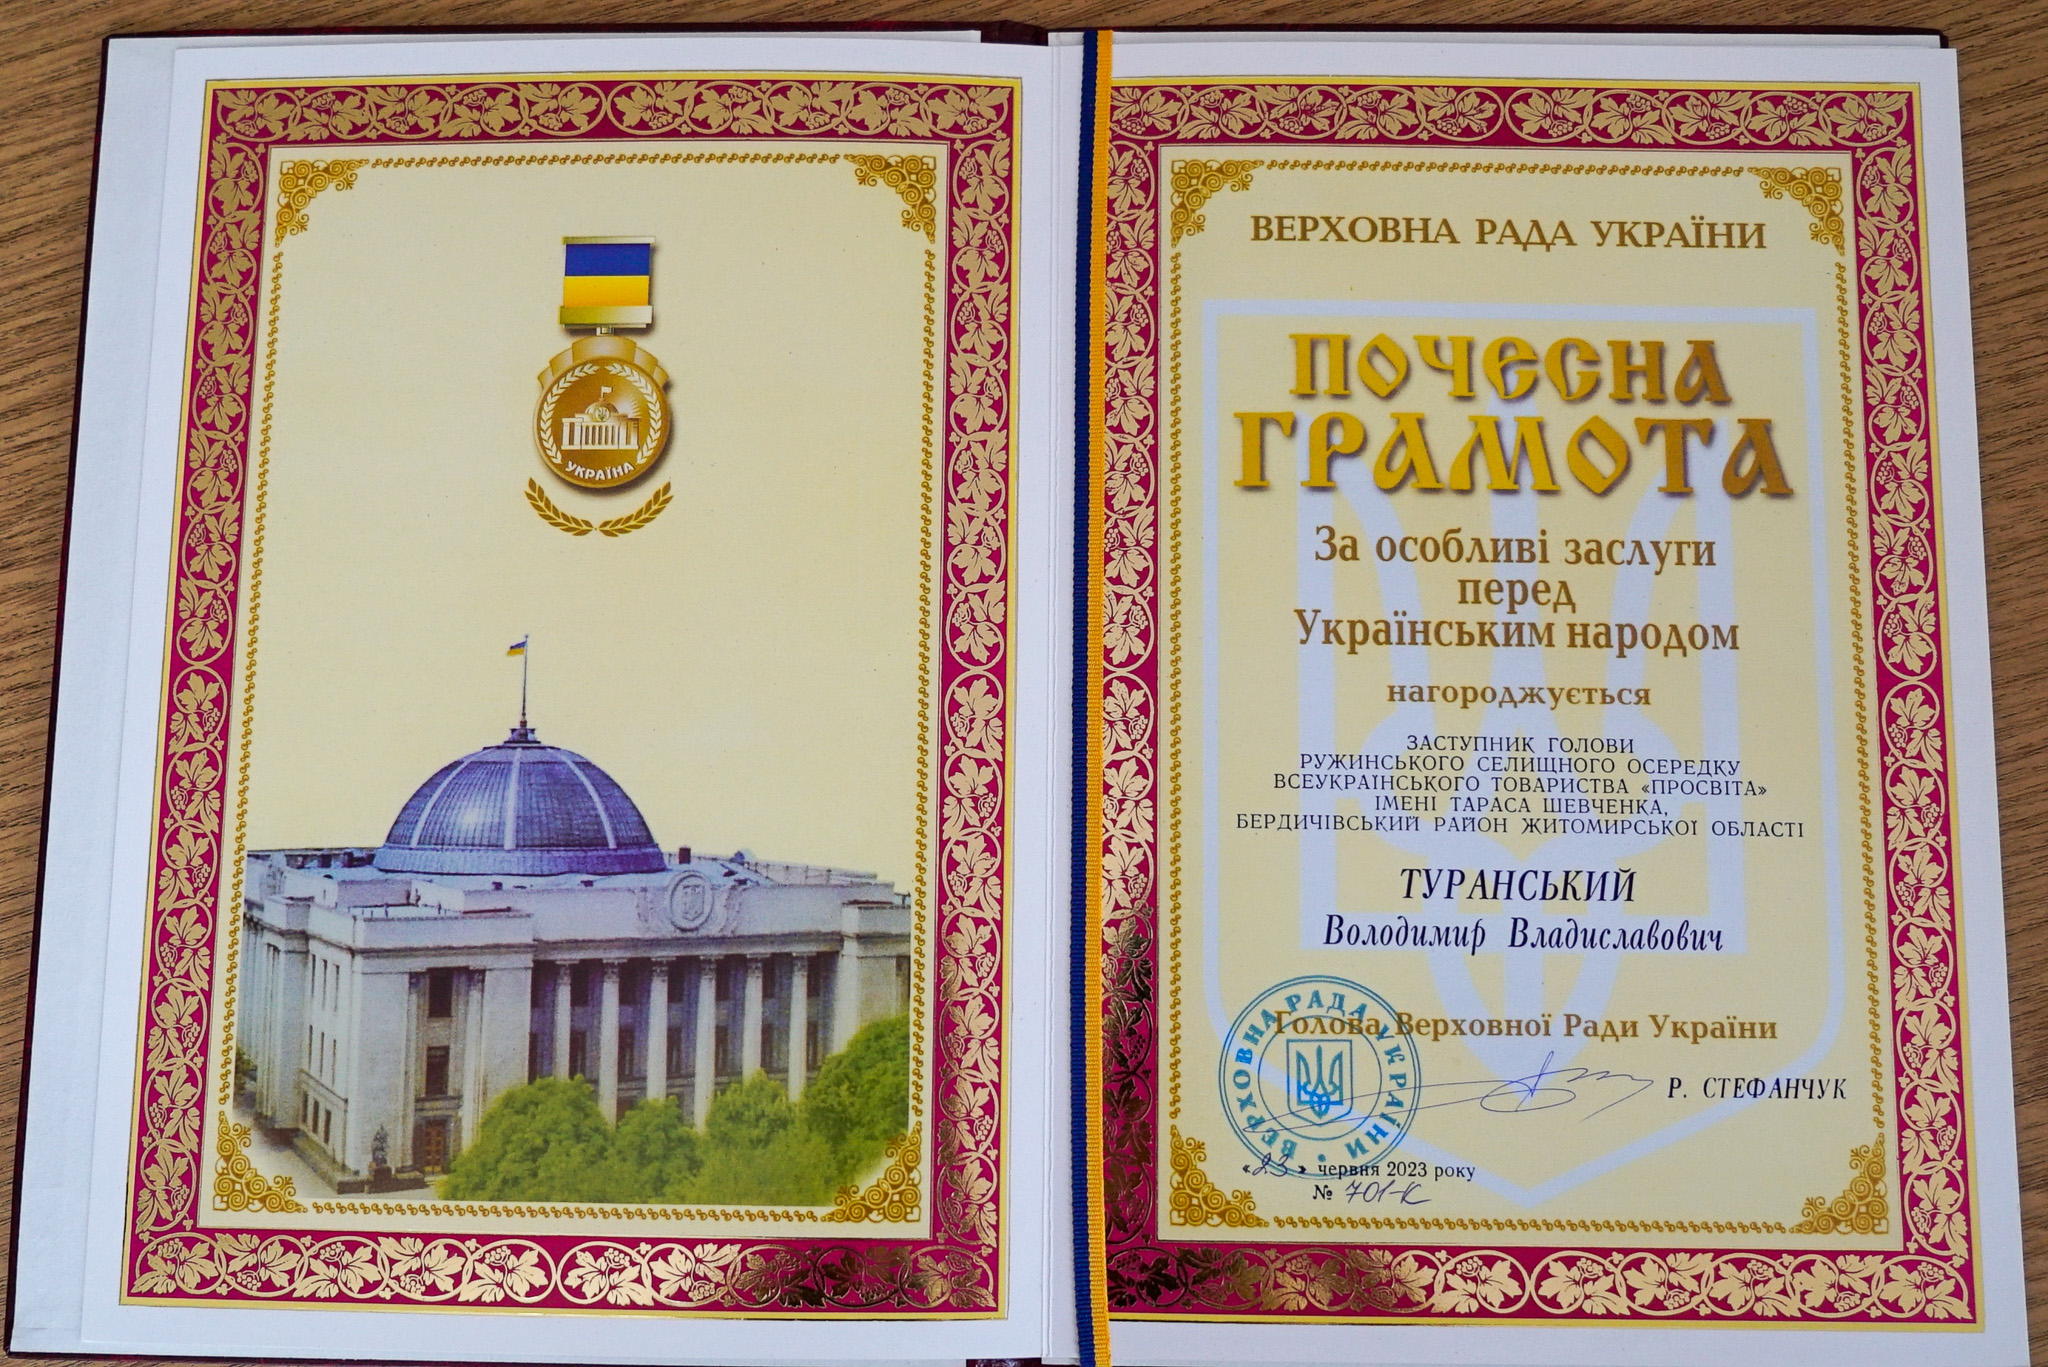 УКРАЇНА
ВЕРХОВНА РАДА УКРАЇНИ
ПОЧЕСНА
ГРАМОТА
За особливі заслуги
перед
Українським народом
нагороджується
ЗАСТУПНИК ГОЛОВИ
РУЖИНСЬКОГО СЕЛИЩНОГО ОСЕРЕДКУ
ВСЕУКРАЇНСЬКОГО ТОВАРИСТВА «ПРОСВІТА»
ІМЕНІ ТАРАСА ШЕВЧЕНКА,
БЕРДИЧІВСЬКИЙ РАЙОН ЖИТОМИРСЬКОЇ ОБЛАСТІ
ТУРАНСЬКИЙ
Володимир Владиславович
Голова Верховної Ради України
Р. СТЕФАНЧУК
ВЕРХОВНА РАДА УКРАЇНИ
«23» червня 2023 року
№ 701-К